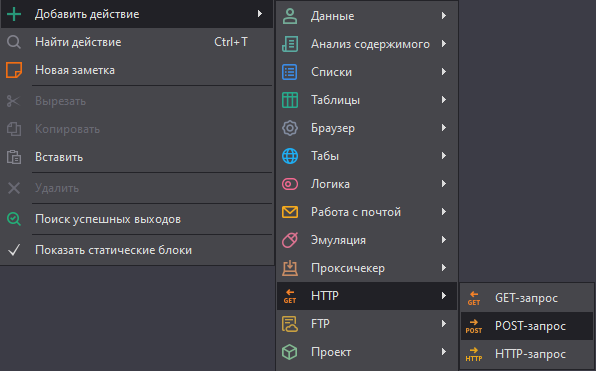 Добавить действие
Найти действие Ctrl+T
Новая заметка
Вырезать
Копировать
Вставить
Удалить
Поиск успешных выходов
Показать статические блоки
Данные
Анализ содержимого
Списки
Таблицы
Браузер
Табы
Логика
Работа с почтой
Эмуляция
Проксичекер
GET HTTP
FTP
Проект
GET GET-запрос
POST POST-запрос
HTTP HTTP-запрос